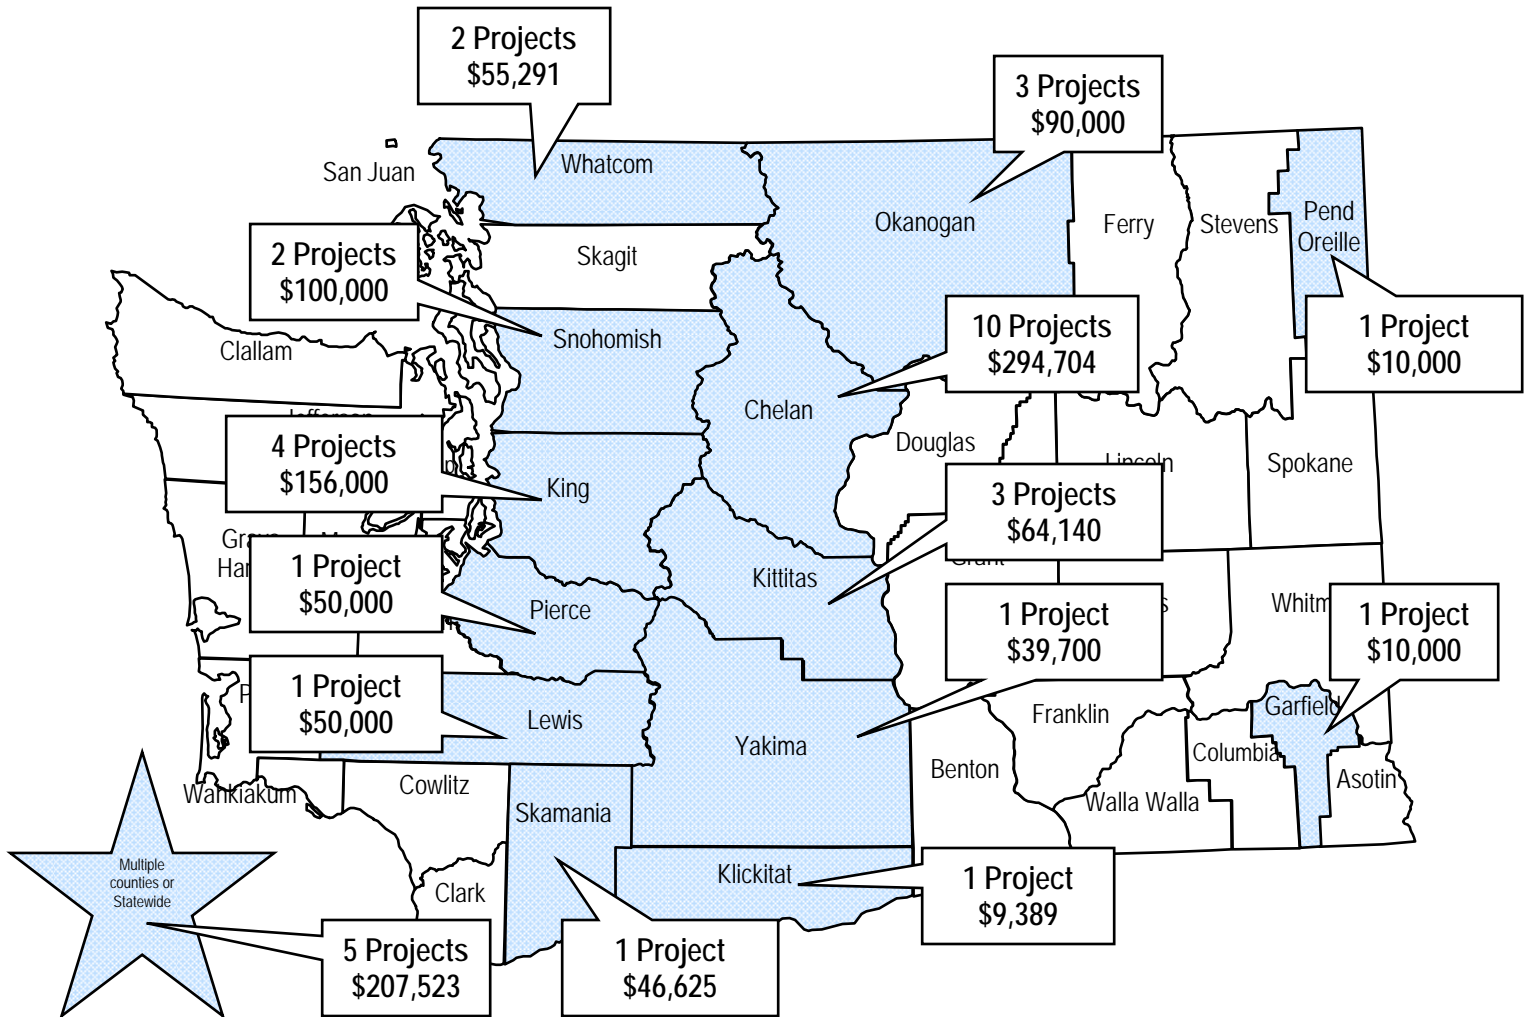 2 Projects
$55,291
3 Projects
$90,000
San Juan
Whatcom
Okanogan
Ferry
Stevens
Pend
Oreille
2 Projects
$100,000
Skagit
Snohomish
10 Projects
$294,704
1 Project
$10,000
Clallam
Chelan
Douglas
Lincoln
Spokane
4 Projects
$156,000
King
3 Projects
$64,140
Kittitas
1 Project
$50,000
Pierce
1 Project
$39,700
1 Project
$10,000
1 Project
$50,000
Lewis
Yakima
Franklin
Garfield
Columbia
Benton
Asotin
Walla Walla
Wahkiakum
Cowlitz
Skamania
Multiple
counties or
Statewide
Clark
Klickitat
1 Project
$9,389
5 Projects
$207,523
1 Project
$46,625